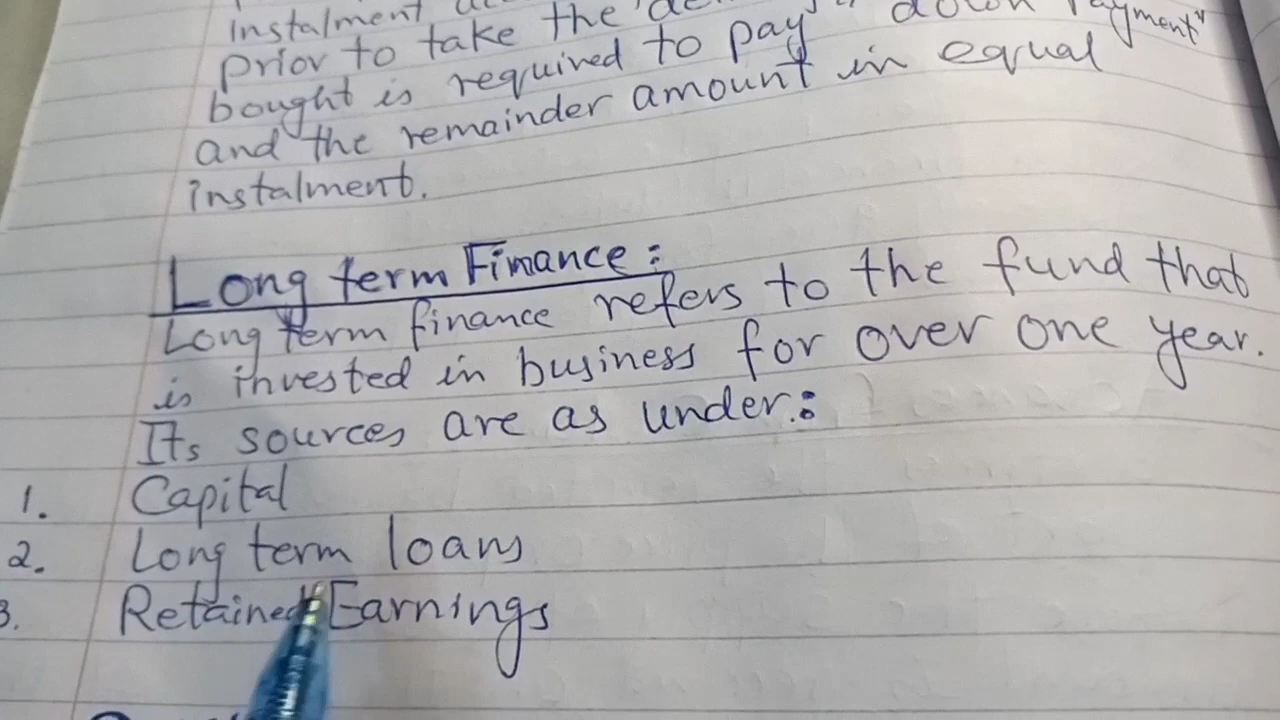 Instalment
prior to take the
bought is required to pay "down Payment"
and the remainder amount in equal
instalment.
Long term Finance:
Long term finance refers to the fund that
is invested in business for over one year.
Its sources are as under:
1. Capital
2. Long term loans
3. Retained Earnings